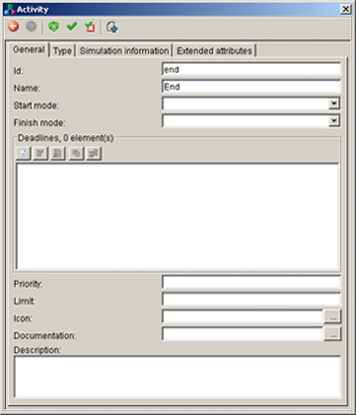 Activity
General Type Simulation information Extended attributes
Id: end
Name: End
Start mode:
Finish mode:
Deadlines, 0 element(s)
Priority:
Limit:
Icon: ...
Documentation: ...
Description: